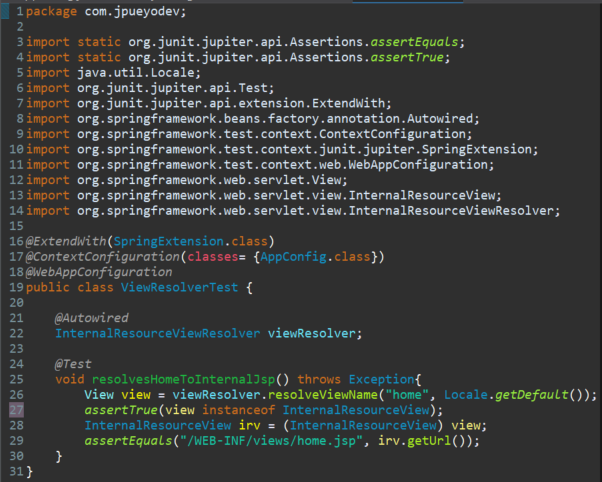 1 package com.jpueyodev;
2
3 import static org.junit.jupiter.api.Assertions.assertEquals;
4 import static org.junit.jupiter.api.Assertions.assertTrue;
5 import java.util.Locale;
6 import org.junit.jupiter.api.Test;
7 import org.junit.jupiter.api.extension.ExtendWith;
8 import org.springframework.beans.factory.annotation.Autowired;
9 import org.springframework.test.context.ContextConfiguration;
10 import org.springframework.test.context.junit.jupiter.SpringExtension;
11 import org.springframework.test.context.web.WebAppConfiguration;
12 import org.springframework.web.servlet.View;
13 import org.springframework.web.servlet.view.InternalResourceView;
14 import org.springframework.web.servlet.view.InternalResourceViewResolver;
15
16 @ExtendWith(SpringExtension.class)
17 @ContextConfiguration(classes= {AppConfig.class})
18 @WebAppConfiguration
19 public class ViewResolverTest {
20
21     @Autowired
22     InternalResourceViewResolver viewResolver;
23
24     @Test
25     void resolvesHomeToInternalJsp() throws Exception{
26         View view = viewResolver.resolveViewName("home", Locale.getDefault());
27         assertTrue(view instanceof InternalResourceView);
28         InternalResourceView irv = (InternalResourceView) view;
29         assertEquals("/WEB-INF/views/home.jsp", irv.getUrl());
30     }
31 }